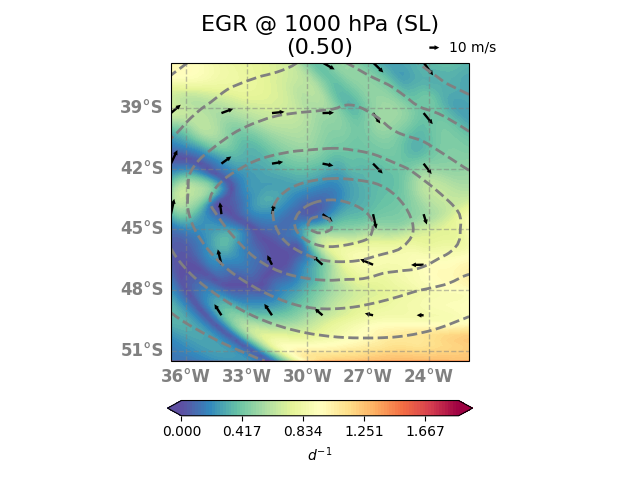 EGR @ 1000 hPa (SL)
(0.50)
10 m/s
39°S
42°S
45°S
48°S
51°S
36°W 33°W 30°W 27°W 24°W
0.000 0.417 0.834 1.251 1.667
d⁻¹